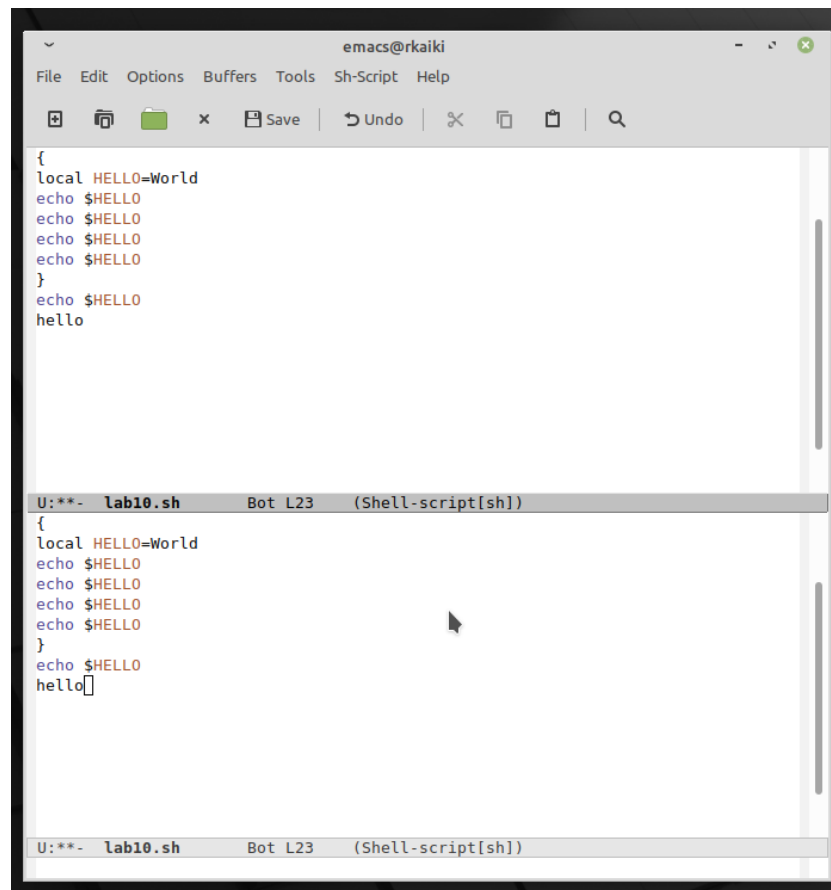 emacs@rkaiki
File Edit Options Buffers Tools Sh-Script Help
Save Undo
{
local HELLO=World
echo $HELLO
echo $HELLO
echo $HELLO
echo $HELLO
}
echo $HELLO
hello
U:**- lab10.sh Bot L23 (Shell-script[sh])
{
local HELLO=World
echo $HELLO
echo $HELLO
echo $HELLO
echo $HELLO
}
echo $HELLO
hello
U:**- lab10.sh Bot L23 (Shell-script[sh])